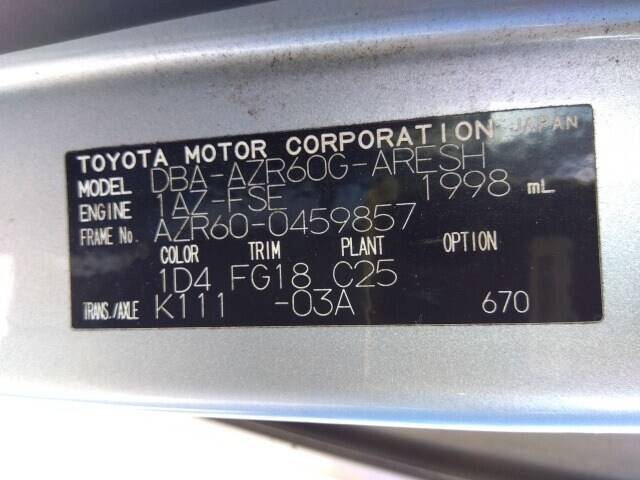 TOYOTA MOTOR CORPORATION JAPAN
MODEL DBA-AZR60G-ARESH
ENGINE 1AZ-FSE 1998 mL
FRAME No. AZR60-0459857
COLOR TRIM PLANT OPTION
1D4 FG18 C25
TRANS./AXLE K111 -03A 670